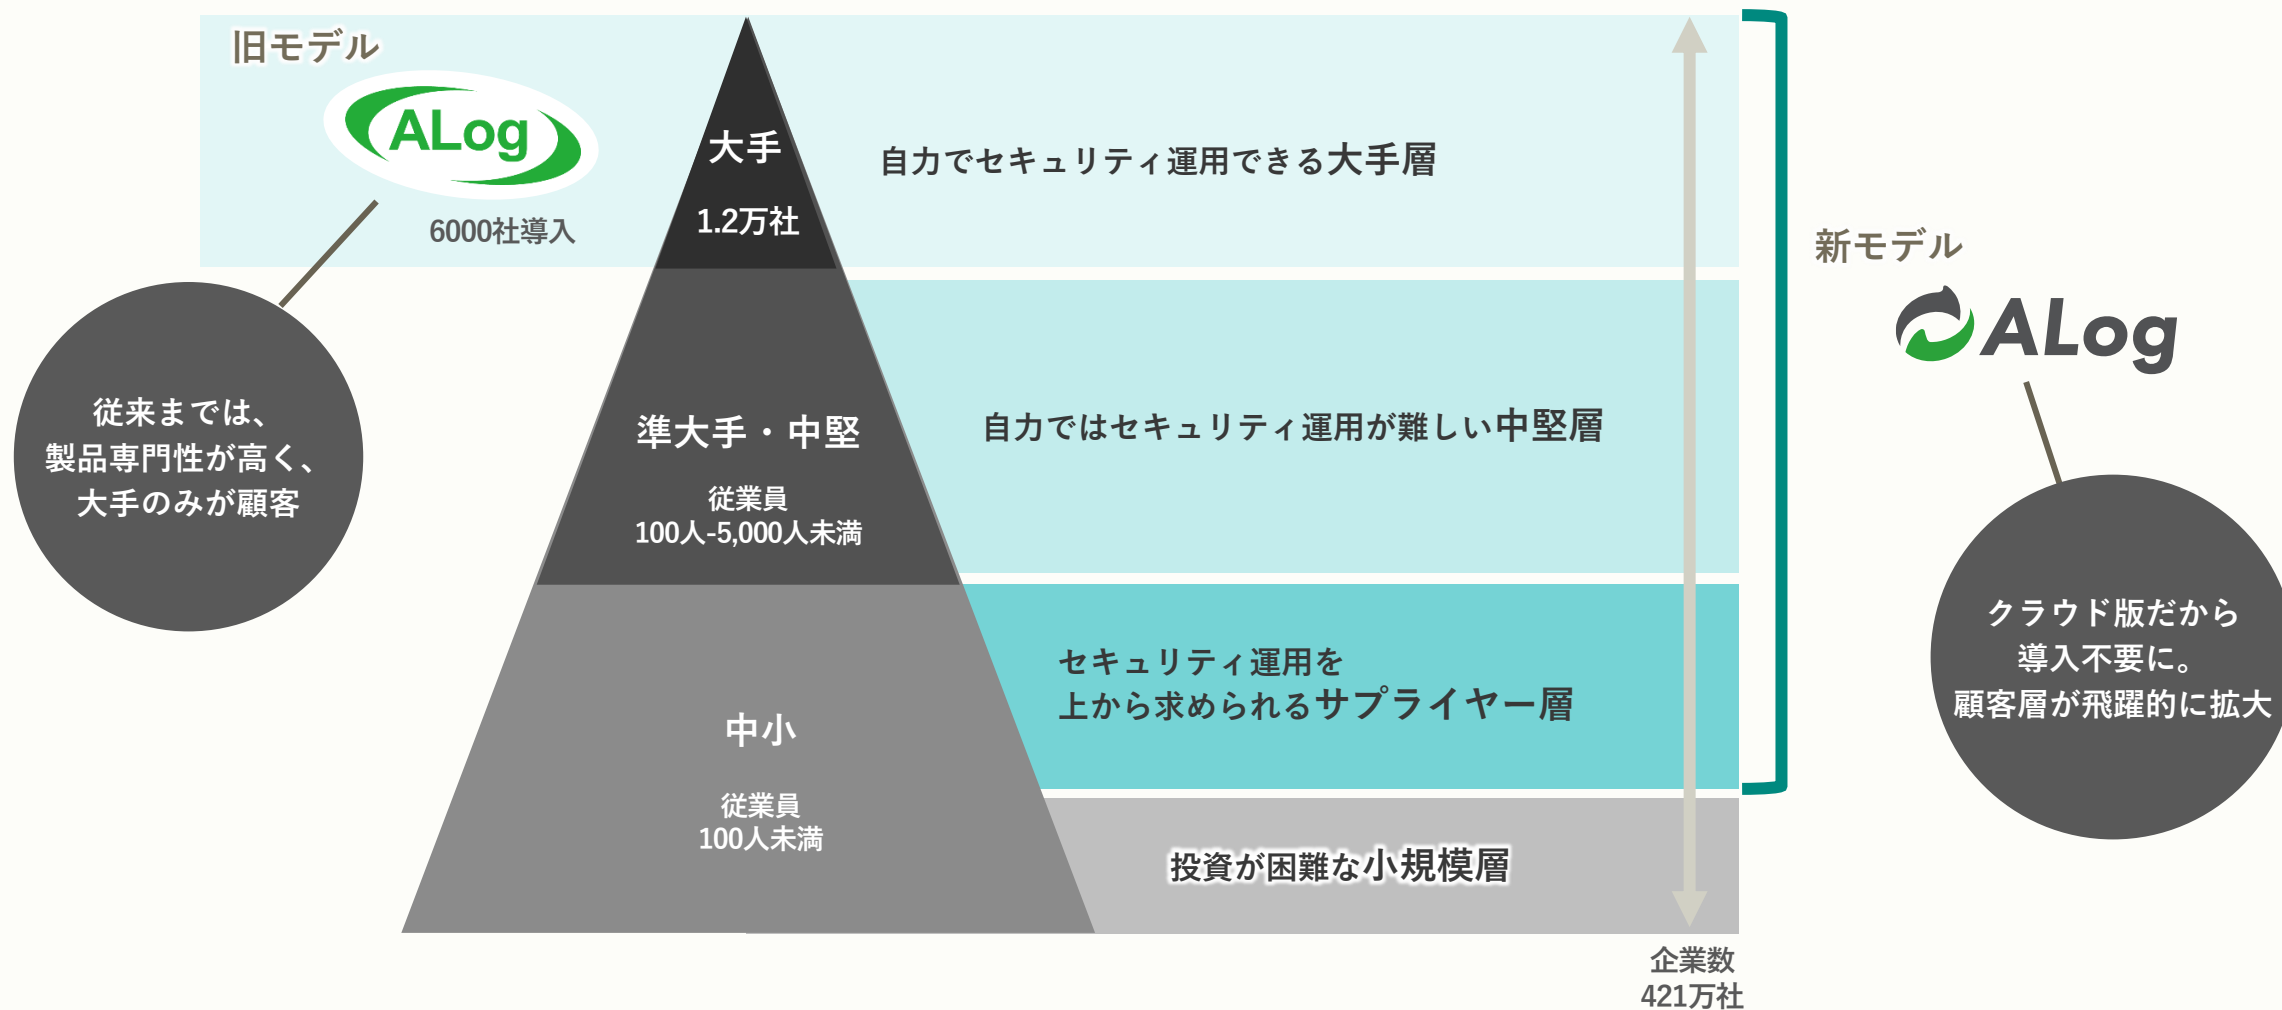 旧モデル
ALog
6000社導入
従来までは、
製品専門性が高く、
大手のみが顧客
大手
1.2万社
自力でセキュリティ運用できる大手層
準大手・中堅
従業員
100人-5,000人未満
自力ではセキュリティ運用が難しい中堅層
中小
従業員
100人未満
セキュリティ運用を
上から求められるサプライヤー層
投資が困難な小規模層
企業数
421万社
新モデル
ALog
クラウド版だから
導入不要に。
顧客層が飛躍的に拡大